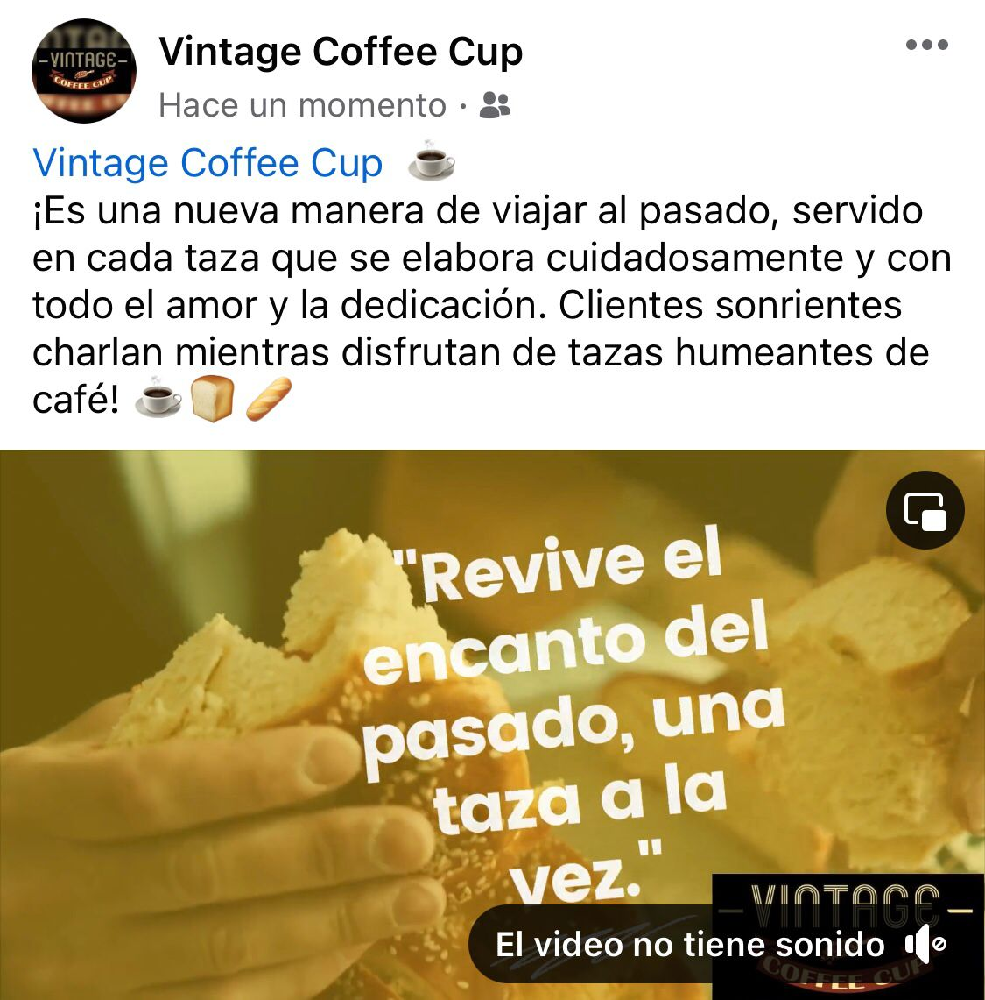 VINTAGE
COFFEE CUP
Vintage Coffee Cup
Hace un momento ·
Vintage Coffee Cup ☕
¡Es una nueva manera de viajar al pasado, servido
en cada taza que se elabora cuidadosamente y con
todo el amor y la dedicación. Clientes sonrientes
charlan mientras disfrutan de tazas humeantes de
café! ☕🍞🥖
"Revive el
encanto del
pasado, una
taza a la
vez."
VINTAGE
COFFEE CUP
El video no tiene sonido